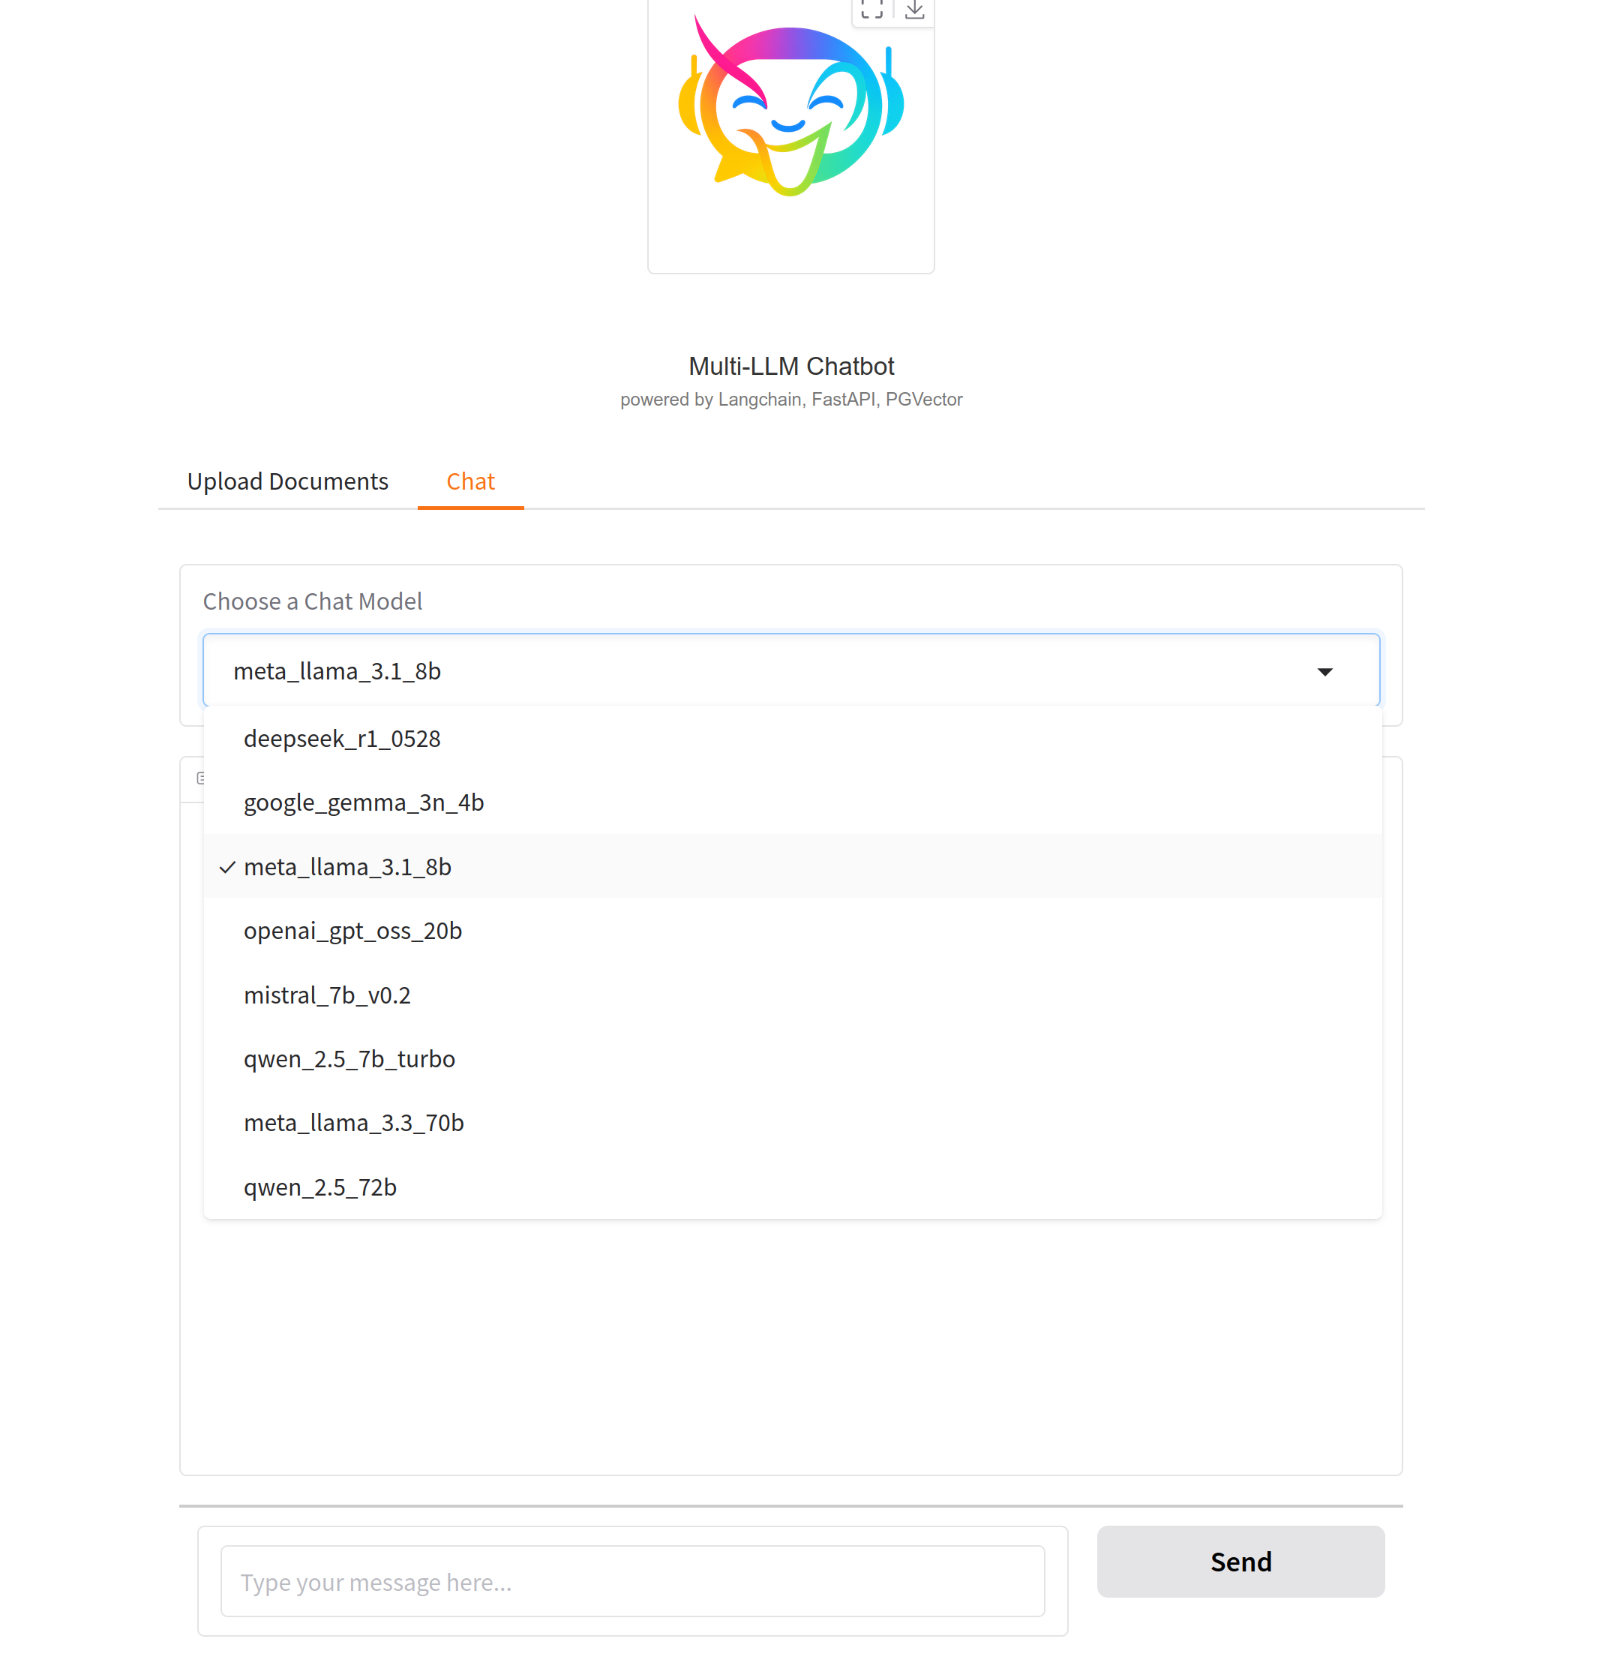 Multi-LLM Chatbot
powered by Langchain, FastAPI, PGVector
Upload Documents
Chat
Choose a Chat Model
meta_llama_3.1_8b
deepseek_r1_0528
google_gemma_3n_4b
meta_llama_3.1_8b
openai_gpt_oss_20b
mistral_7b_v0.2
qwen_2.5_7b_turbo
meta_llama_3.3_70b
qwen_2.5_72b
Type your message here...
Send